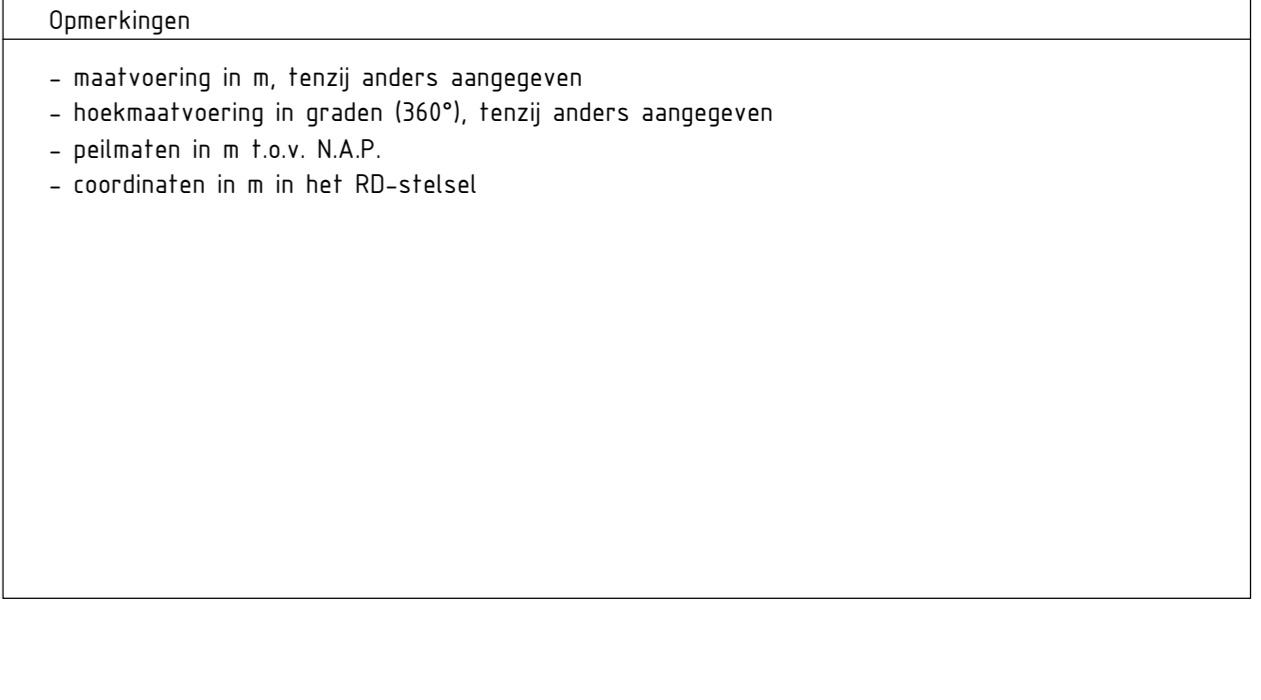 Opmerkingen
- maatvoering in m, tenzij anders aangegeven
- hoekmaatvoering in graden (360°), tenzij anders aangegeven
- peilmaten in m t.o.v. N.A.P.
- coordinaten in m in het RD-stelsel